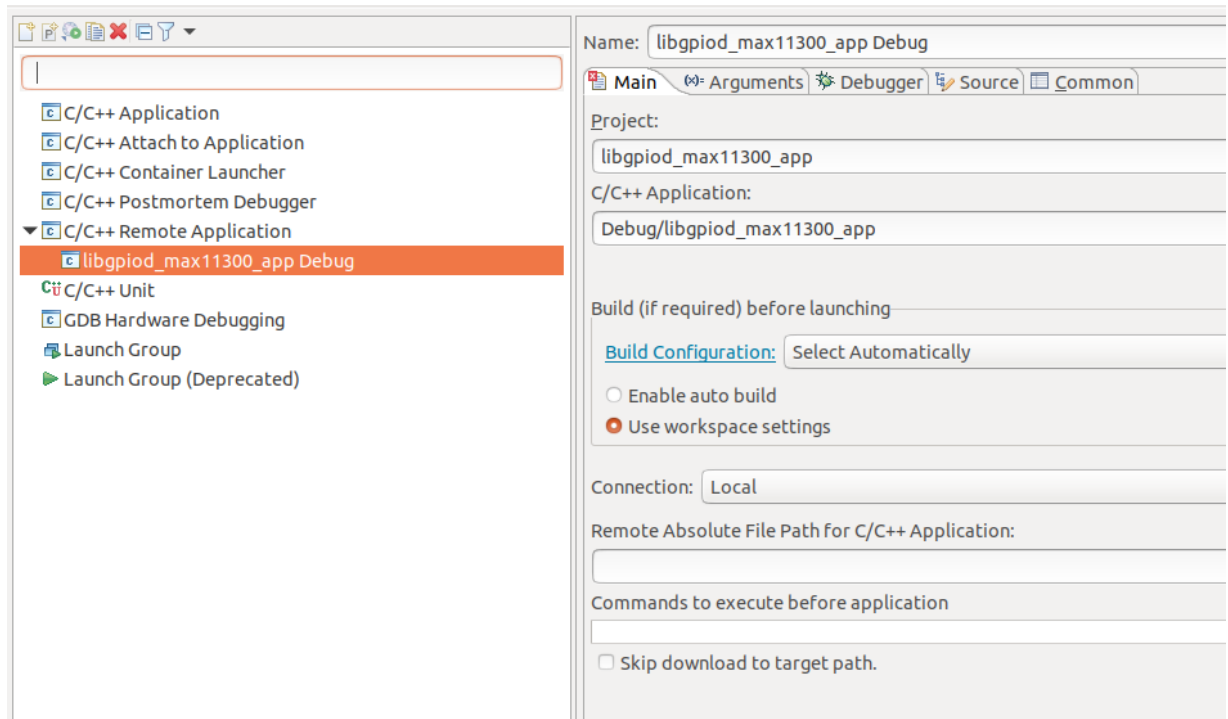 C/C++ Application
C/C++ Attach to Application
C/C++ Container Launcher
C/C++ Postmortem Debugger
C/C++ Remote Application
libgpiod_max11300_app Debug
C/C++ Unit
GDB Hardware Debugging
Launch Group
Launch Group (Deprecated)
Name: libgpiod_max11300_app Debug
Main (x)= Arguments Debugger Source Common
Project:
libgpiod_max11300_app
C/C++ Application:
Debug/libgpiod_max11300_app
Build (if required) before launching
Build Configuration: Select Automatically
Enable auto build
Use workspace settings
Connection: Local
Remote Absolute File Path for C/C++ Application:
Commands to execute before application
Skip download to target path.